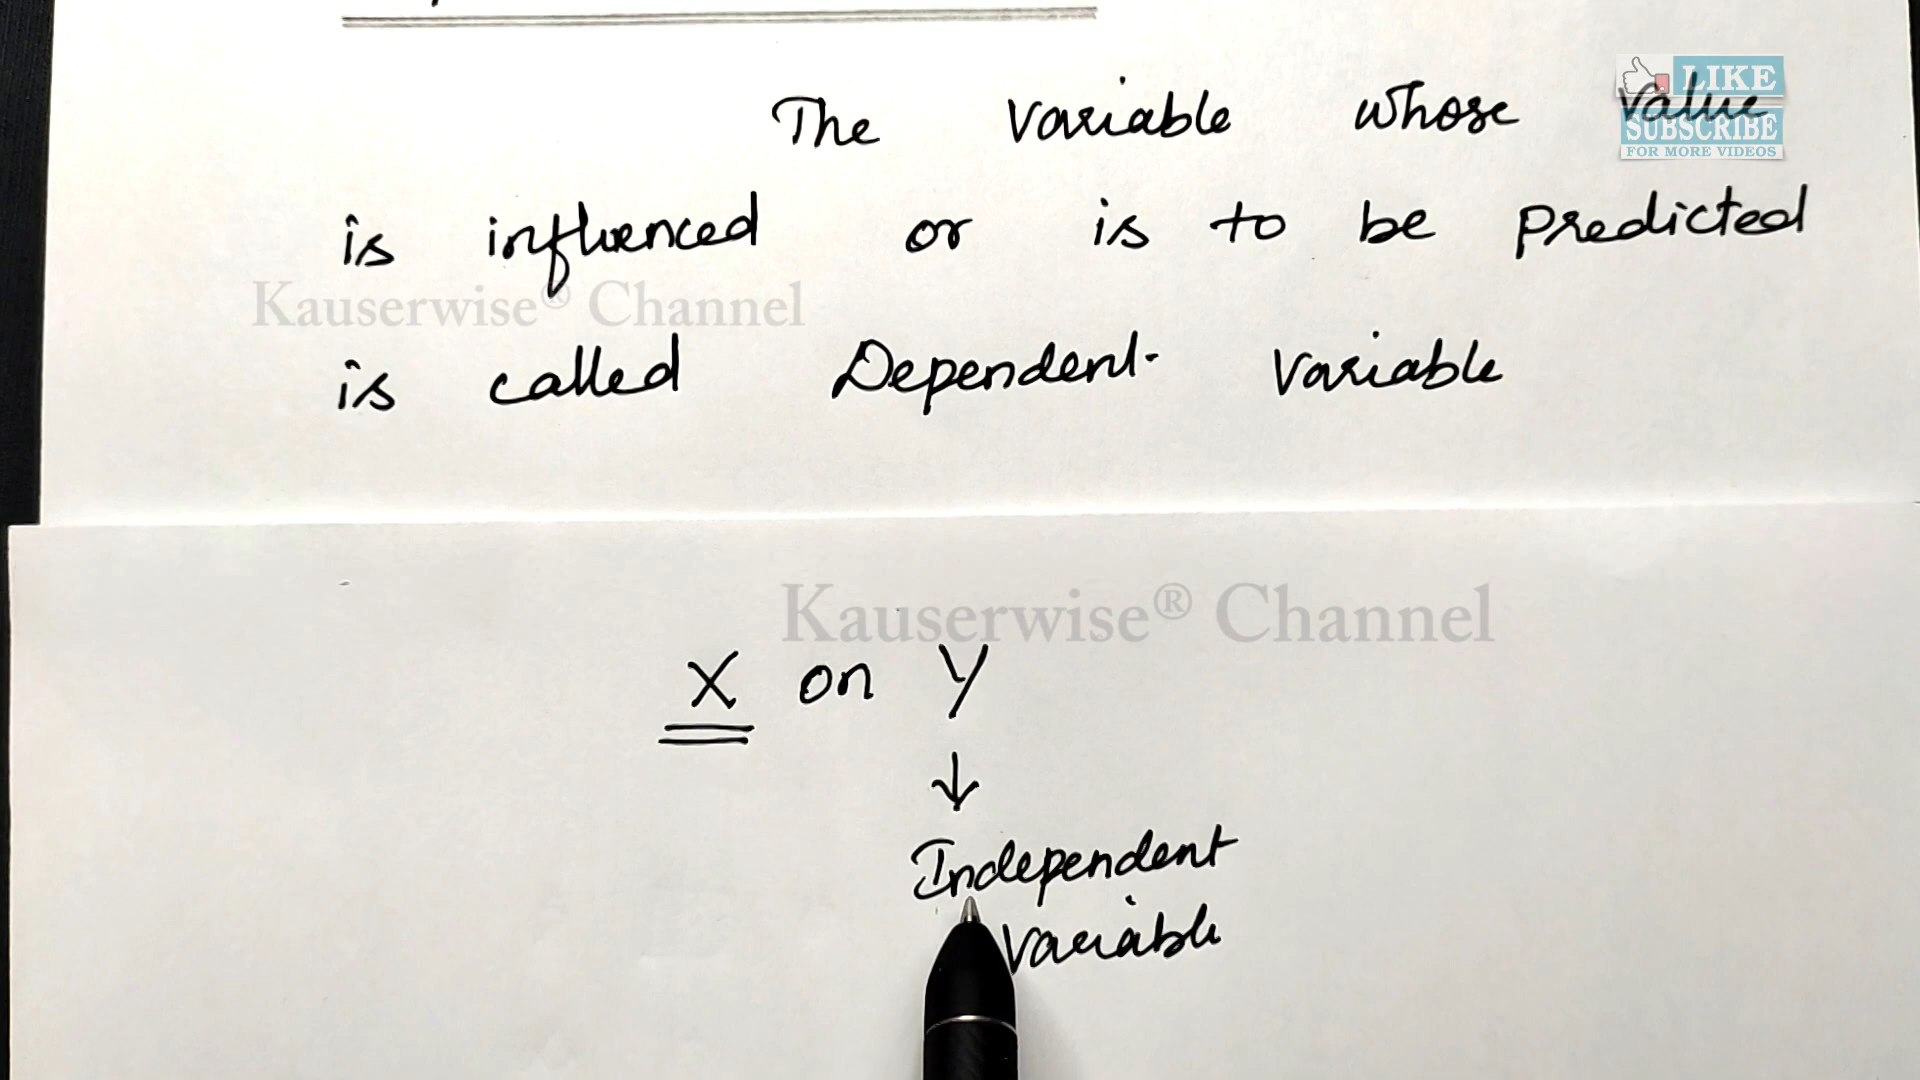 LIKE
The Variable whose value
SUBSCRIBE
FOR MORE VIDEOS
is influenced or is to be predicted
Kauserwise® Channel
is called Dependent Variable
Kauserwise® Channel
X on Y
↓
Independent
Variable